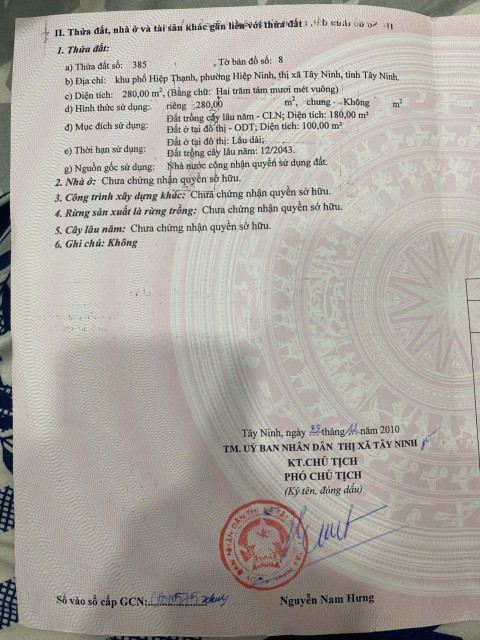 II. Thửa đất, nhà ở và tài sản khác gắn liền với thửa đất
1. Thửa đất:
a) Thửa đất số: 385 , Tờ bản đồ số: 8
b) Địa chỉ: khu phố Hiệp Thạnh, phường Hiệp Ninh, thị xã Tây Ninh, tỉnh Tây Ninh.
c) Diện tích: 280,00 m², (Bằng chữ: Hai trăm tám mươi mét vuông)
d) Hình thức sử dụng: riêng 280,00 m², chung - Không m²
đ) Mục đích sử dụng: Đất trồng cây lâu năm - CLN; Diện tích: 180,00 m²
Đất ở tại đô thị - ODT; Diện tích: 100,00 m²
e) Thời hạn sử dụng: Đất ở tại đô thị: Lâu dài;
Đất trồng cây lâu năm: 12/2043.
g) Nguồn gốc sử dụng: Nhà nước công nhận quyền sử dụng đất.
2. Nhà ở: Chưa chứng nhận quyền sở hữu.
3. Công trình xây dựng khác: Chưa chứng nhận quyền sở hữu.
4. Rừng sản xuất là rừng trồng: Chưa chứng nhận quyền sở hữu.
5. Cây lâu năm: Chưa chứng nhận quyền sở hữu.
6. Ghi chú: Không
Tây Ninh, ngày tháng năm 2010
TM. UỶ BAN NHÂN DÂN THỊ XÃ TÂY NINH
KT.CHỦ TỊCH
PHÓ CHỦ TỊCH
(Ký tên, đóng dấu)
Số vào sổ cấp GCN:
Nguyễn Nam Hưng